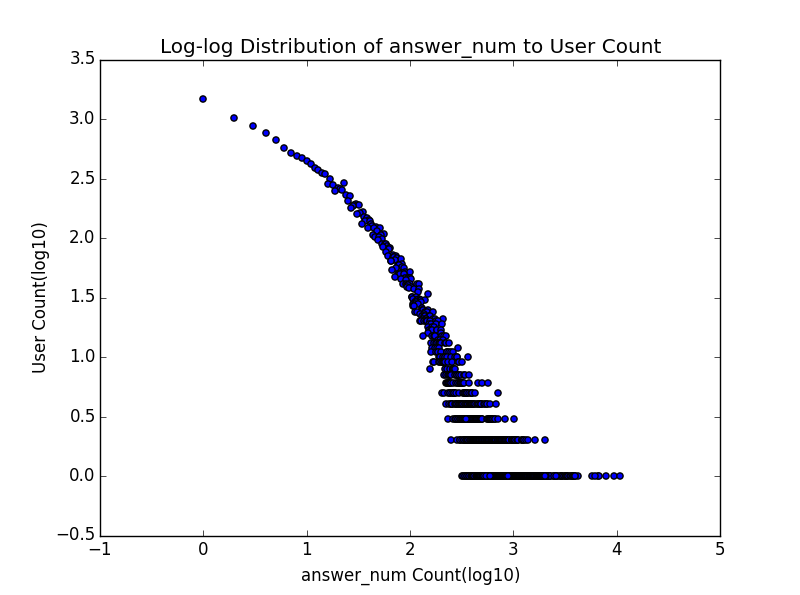 Log-log Distribution of answer_num to User Count
3.5
3.0
2.5
2.0
1.5
1.0
0.5
0.0
−0.5
User Count(log10)
−1 0 1 2 3 4 5
answer_num Count(log10)